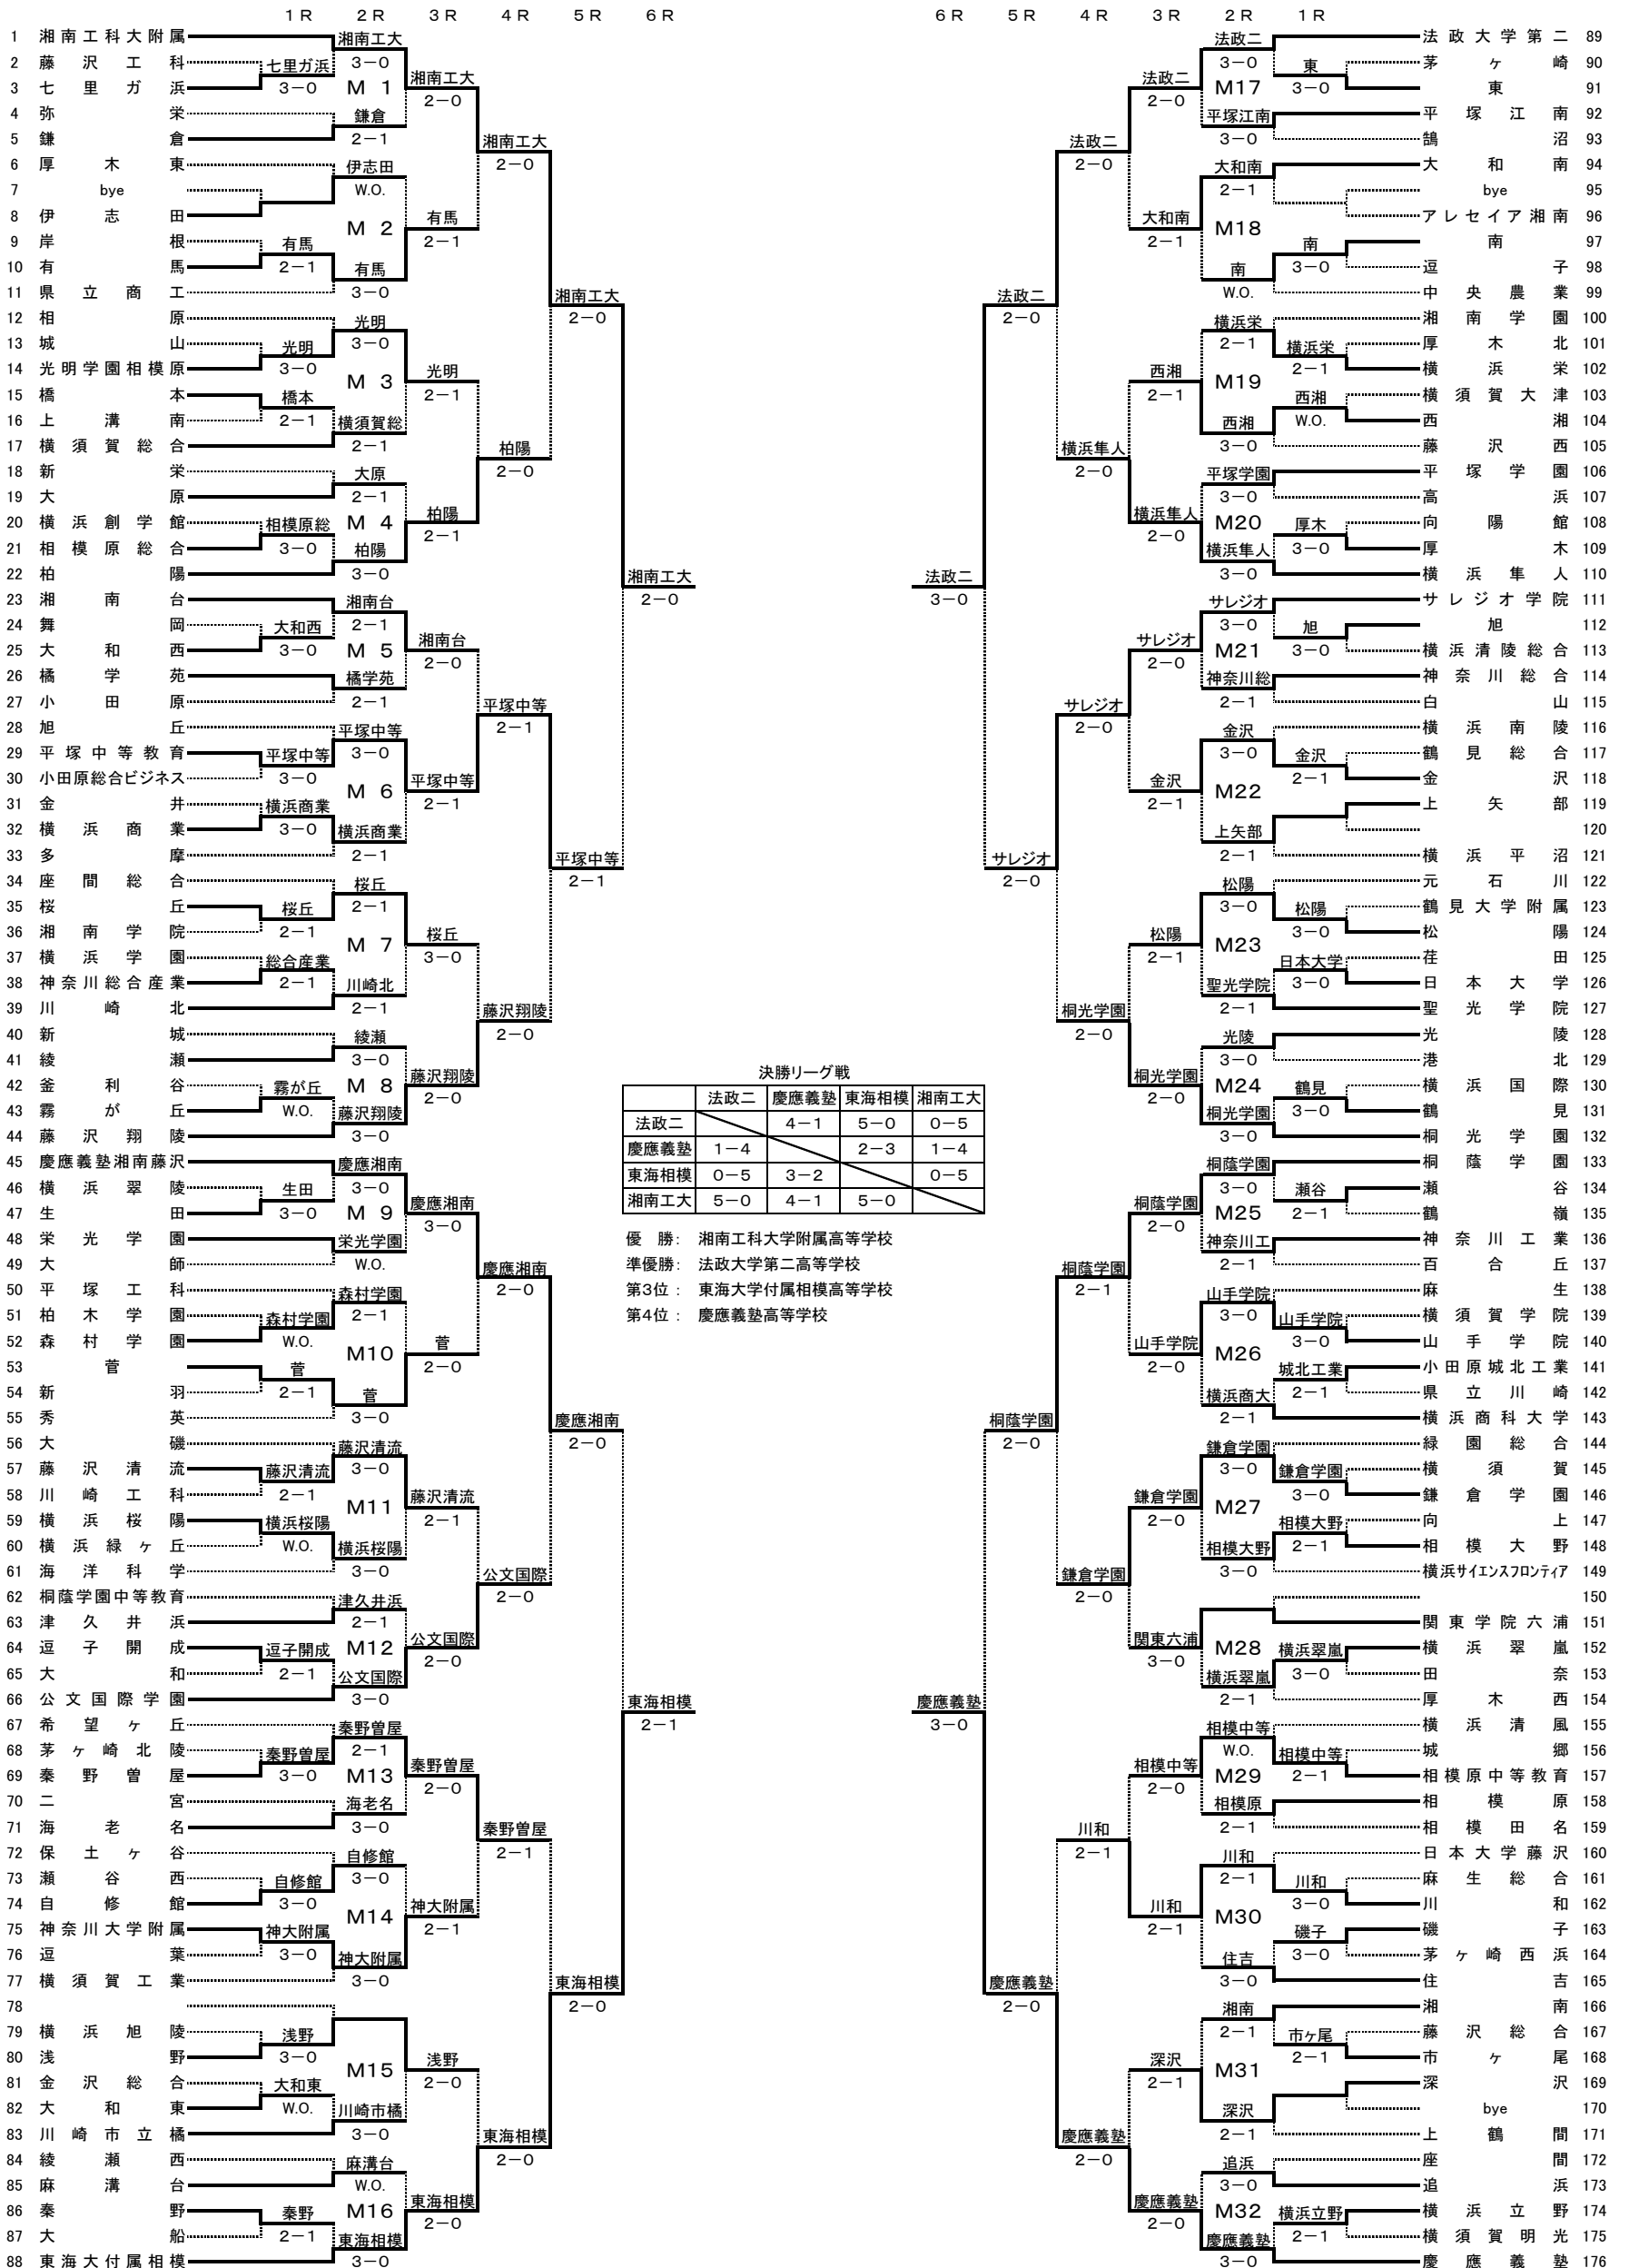 1R 2R 3R 4R 5R 6R 6R 5R 4R 3R 2R 1R
1 湘南工科大附属 湘南工大 法政二 法政大学第二 89
2 藤沢工科 七里ガ浜 3－0 3－0 東 茅ヶ崎 90
3 七里ガ浜 3－0 M 1 湘南工大 2－0 法政二 2－0 M17 3－0 東 91
4 弥栄 鎌倉 平塚江南 平塚江南 92
5 鎌倉 2－1 湘南工大 法政二 3－0 鵠沼 93
6 厚木東 伊志田 2－0 2－0 大和南 大和南 94
7 bye W.O. 2－1 bye 95
8 伊志田 M 2 有馬 大和南 M18 アレセイア湘南 96
9 岸根 有馬 2－1 2－1 南 南 97
10 有馬 2－1 有馬 南 3－0 逗子 98
11 県立商工 3－0 湘南工大 2－0 法政二 2－0 W.O. 中央農業 99
12 相原 光明 横浜栄 湘南学園 100
13 城山 光明 3－0 2－1 横浜栄 厚木北 101
14 光明学園相模原 3－0 M 3 光明 西湘 M19 2－1 横浜栄 102
15 橋本 橋本 2－1 2－1 西湘 横須賀大津 103
16 上溝南 2－1 横須賀総 西湘 W.O. 西湘 104
17 横須賀総合 2－1 柏陽 横浜隼人 3－0 藤沢西 105
18 新栄 大原 2－0 2－0 平塚学園 平塚学園 106
19 大原 2－1 3－0 高浜 107
20 横浜創学館 相模原総 M 4 柏陽 横浜隼人 M20 厚木 向陽館 108
21 相模原総合 3－0 柏陽 2－1 2－0 横浜隼人 3－0 厚木 109
22 柏陽 3－0 湘南工大 2－0 法政二 3－0 3－0 横浜隼人 110
23 湘南台 湘南台 サレジオ サレジオ学院 111
24 舞岡 大和西 2－1 3－0 旭 旭 112
25 大和西 3－0 M 5 湘南台 2－0 サレジオ 2－0 M21 3－0 横浜清陵総合 113
26 橘学苑 橘学苑 神奈川総 神奈川総合 114
27 小田原 2－1 平塚中等 サレジオ 2－1 白山 115
28 旭丘 平塚中等 2－1 2－0 金沢 横浜南陵 116
29 平塚中等教育 平塚中等 3－0 3－0 金沢 鶴見総合 117
30 小田原総合ビジネス 3－0 M 6 平塚中等 金沢 M22 2－1 金沢 118
31 金井 横浜商業 2－1 2－1 上矢部 119
32 横浜商業 3－0 横浜商業 上矢部 120
33 多摩 2－1 平塚中等 2－1 サレジオ 2－0 2－1 横浜平沼 121
34 座間総合 桜丘 松陽 元石川 122
35 桜丘 桜丘 2－1 3－0 松陽 鶴見大学附属 123
36 湘南学院 2－1 M 7 桜丘 松陽 M23 3－0 松陽 124
37 横浜学園 総合産業 3－0 2－1 日本大学 荏田 125
38 神奈川総合産業 2－1 川崎北 聖光学院 3－0 日本大学 126
39 川崎北 2－1 藤沢翔陵 桐光学園 2－1 聖光学院 127
40 新城 綾瀬 2－0 2－0 光陵 光陵 128
41 綾瀬 3－0 3－0 港北 129
42 釜利谷 霧が丘 M 8 藤沢翔陵 桐光学園 M24 鶴見 横浜国際 130
43 霧が丘 W.O. 藤沢翔陵 2－0 2－0 桐光学園 3－0 鶴見 131
44 藤沢翔陵 3－0 3－0 桐光学園 132
決勝リーグ戦
法政二 慶應義塾 東海相模 湘南工大
法政二 4－1 5－0 0－5
慶應義塾 1－4 2－3 1－4
東海相模 0－5 3－2 0－5
湘南工大 5－0 4－1 5－0
優　勝： 湘南工科大学附属高等学校
準優勝： 法政大学第二高等学校
第3位： 東海大学付属相模高等学校
第4位： 慶應義塾高等学校
45 慶應義塾湘南藤沢 慶應湘南 桐蔭学園 桐蔭学園 133
46 横浜翠陵 生田 3－0 3－0 瀬谷 瀬谷 134
47 生田 3－0 M 9 慶應湘南 3－0 桐蔭学園 2－0 M25 2－1 鶴嶺 135
48 栄光学園 栄光学園 神奈川工 神奈川工業 136
49 大師 W.O. 慶應湘南 桐蔭学園 2－1 百合丘 137
50 平塚工科 森村学園 2－0 2－1 山手学院 麻生 138
51 柏木学園 森村学園 2－1 3－0 山手学院 横須賀学院 139
52 森村学園 W.O. M10 菅 山手学院 M26 3－0 山手学院 140
53 菅 菅 2－0 2－0 城北工業 小田原城北工業 141
54 新羽 2－1 菅 横浜商大 2－1 県立川崎 142
55 秀英 3－0 慶應湘南 2－0 桐蔭学園 2－0 2－1 横浜商科大学 143
56 大磯 藤沢清流 鎌倉学園 緑園総合 144
57 藤沢清流 藤沢清流 3－0 3－0 鎌倉学園 横須賀 145
58 川崎工科 2－1 M11 藤沢清流 鎌倉学園 M27 3－0 鎌倉学園 146
59 横浜桜陽 横浜桜陽 2－1 2－0 相模大野 向上 147
60 横浜緑ヶ丘 W.O. 横浜桜陽 相模大野 2－1 相模大野 148
61 海洋科学 3－0 公文国際 鎌倉学園 3－0 横浜サイエンスフロンティア 149
62 桐蔭学園中等教育 津久井浜 2－0 2－0 150
63 津久井浜 2－1 関東学院六浦 151
64 逗子開成 逗子開成 M12 公文国際 関東六浦 M28 横浜翠嵐 横浜翠嵐 152
65 大和 2－1 公文国際 2－0 3－0 横浜翠嵐 3－0 田奈 153
66 公文国際学園 3－0 東海相模 2－1 慶應義塾 3－0 2－1 厚木西 154
67 希望ヶ丘 秦野曽屋 相模中等 横浜清風 155
68 茅ヶ崎北陵 秦野曽屋 2－1 W.O. 相模中等 城郷 156
69 秦野曽屋 3－0 M13 秦野曽屋 2－0 相模中等 2－0 M29 2－1 相模原中等教育 157
70 二宮 海老名 相模原 相模原 158
71 海老名 3－0 秦野曽屋 川和 2－1 相模田名 159
72 保土ヶ谷 自修館 2－1 2－1 川和 日本大学藤沢 160
73 瀬谷西 自修館 3－0 2－1 川和 麻生総合 161
74 自修館 3－0 M14 神大附属 川和 M30 3－0 川和 162
75 神奈川大学附属 神大附属 2－1 2－1 磯子 磯子 163
76 逗葉 3－0 神大附属 住吉 3－0 茅ヶ崎西浜 164
77 横須賀工業 3－0 東海相模 2－0 慶應義塾 2－0 3－0 住吉 165
78 湘南 湘南 166
79 横浜旭陵 浅野 2－1 市ヶ尾 藤沢総合 167
80 浅野 3－0 M15 浅野 深沢 M31 2－1 市ヶ尾 168
81 金沢総合 大和東 2－0 2－1 深沢 169
82 大和東 W.O. 川崎市橘 深沢 bye 170
83 川崎市立橘 3－0 東海相模 慶應義塾 2－1 上鶴間 171
84 綾瀬西 麻溝台 2－0 2－0 追浜 座間 172
85 麻溝台 W.O. 3－0 追浜 173
86 秦野 秦野 M16 東海相模 慶應義塾 M32 横浜立野 横浜立野 174
87 大船 2－1 東海相模 2－0 2－0 慶應義塾 2－1 横須賀明光 175
88 東海大付属相模 3－0 3－0 慶應義塾 176